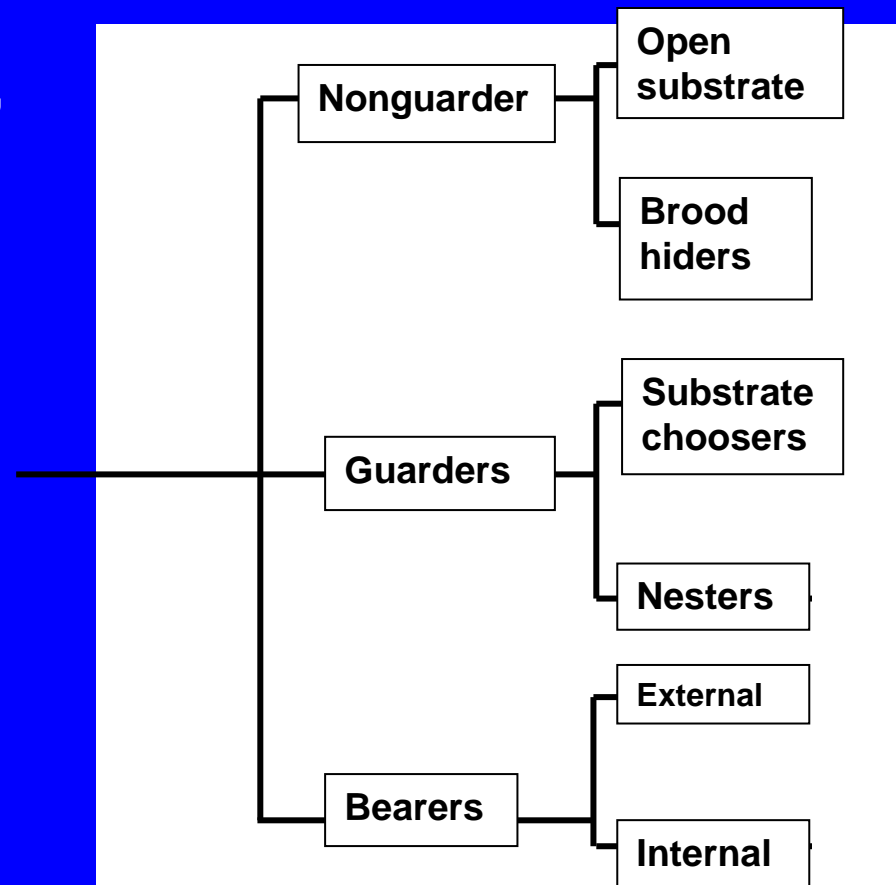 Open
substrate
Nonguarder
Brood
hiders
Substrate
choosers
Guarders
Nesters
External
Bearers
Internal